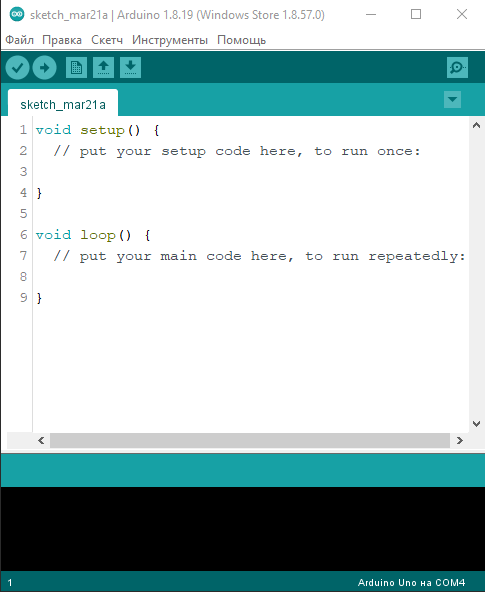 sketch_mar21a | Arduino 1.8.19 (Windows Store 1.8.57.0)
Файл Правка Скетч Инструменты Помощь
sketch_mar21a
1 void setup() {
2 // put your setup code here, to run once:
3
4 }
5
6 void loop() {
7 // put your main code here, to run repeatedly:
8
9 }
1 Arduino Uno на COM4